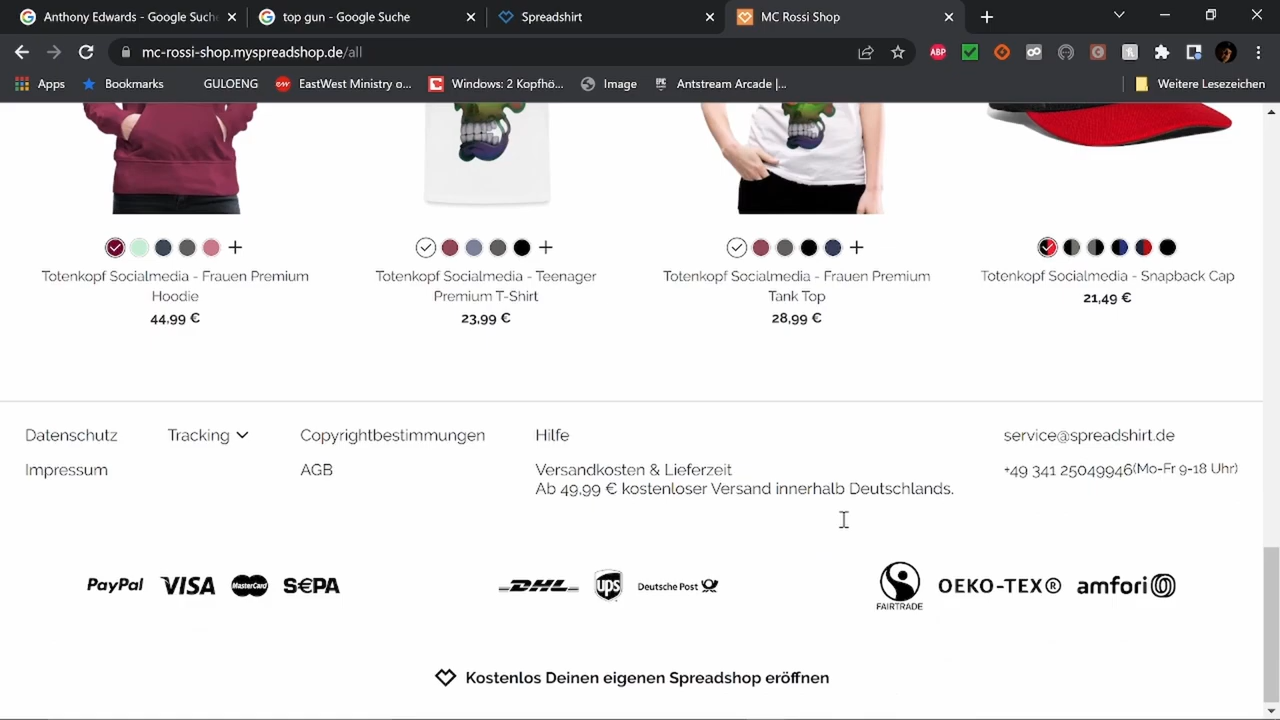 Anthony Edwards - Google Suche
top gun - Google Suche
Spreadshirt
MC Rossi Shop
mc-rossi-shop.myspreadshop.de/all
ABP
Apps
Bookmarks
GULOENG
EastWest Ministry o...
Windows: 2 Kopfhö...
Image
Antstream Arcade |...
Weitere Lesezeichen
Totenkopf Socialmedia - Frauen Premium
Hoodie
44,99 €
Totenkopf Socialmedia - Teenager
Premium T-Shirt
23,99 €
Totenkopf Socialmedia - Frauen Premium
Tank Top
28,99 €
Totenkopf Socialmedia - Snapback Cap
21,49 €
Datenschutz
Tracking
Copyrightbestimmungen
Hilfe
service@spreadshirt.de
Impressum
AGB
Versandkosten & Lieferzeit
Ab 49,99 € kostenloser Versand innerhalb Deutschlands.
+49 341 25049946(Mo-Fr 9-18 Uhr)
PayPal
VISA
MasterCard
S€PA
DHL
ups
Deutsche Post
FAIRTRADE
OEKO-TEX®
amfori
Kostenlos Deinen eigenen Spreadshop eröffnen